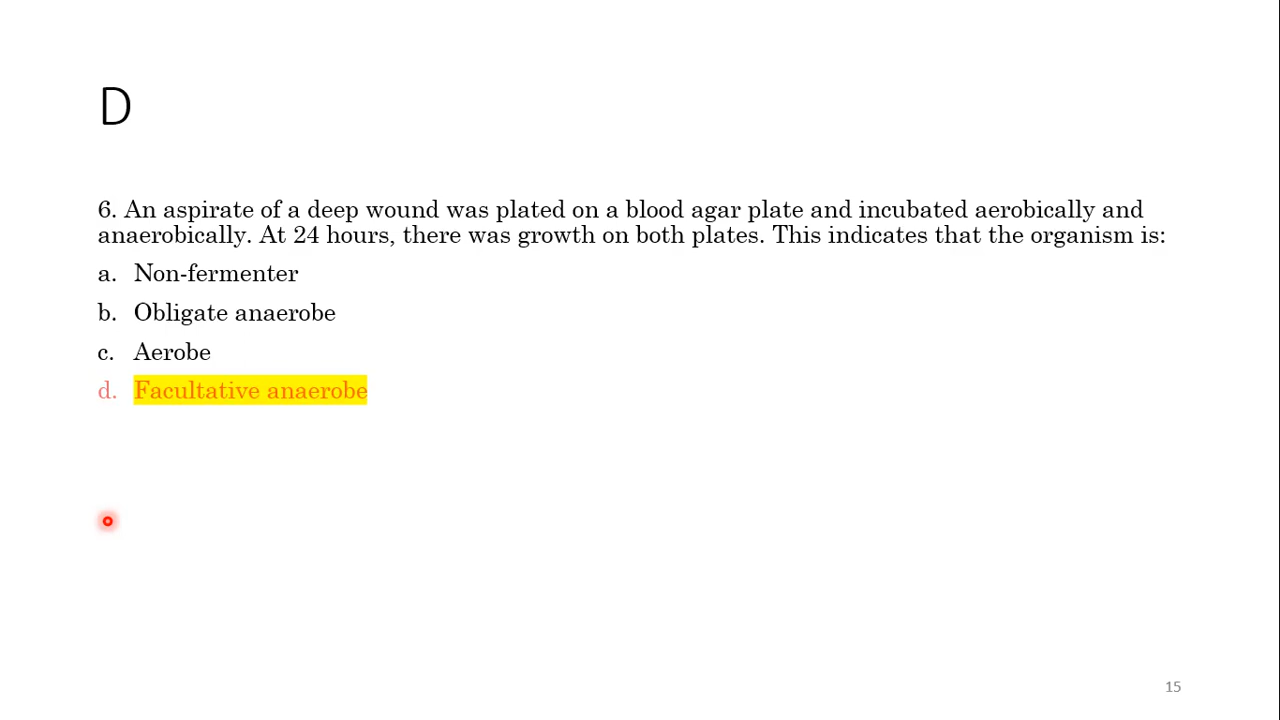 D
6. An aspirate of a deep wound was plated on a blood agar plate and incubated aerobically and
anaerobically. At 24 hours, there was growth on both plates. This indicates that the organism is:
a. Non-fermenter
b. Obligate anaerobe
c. Aerobe
d. Facultative anaerobe
15